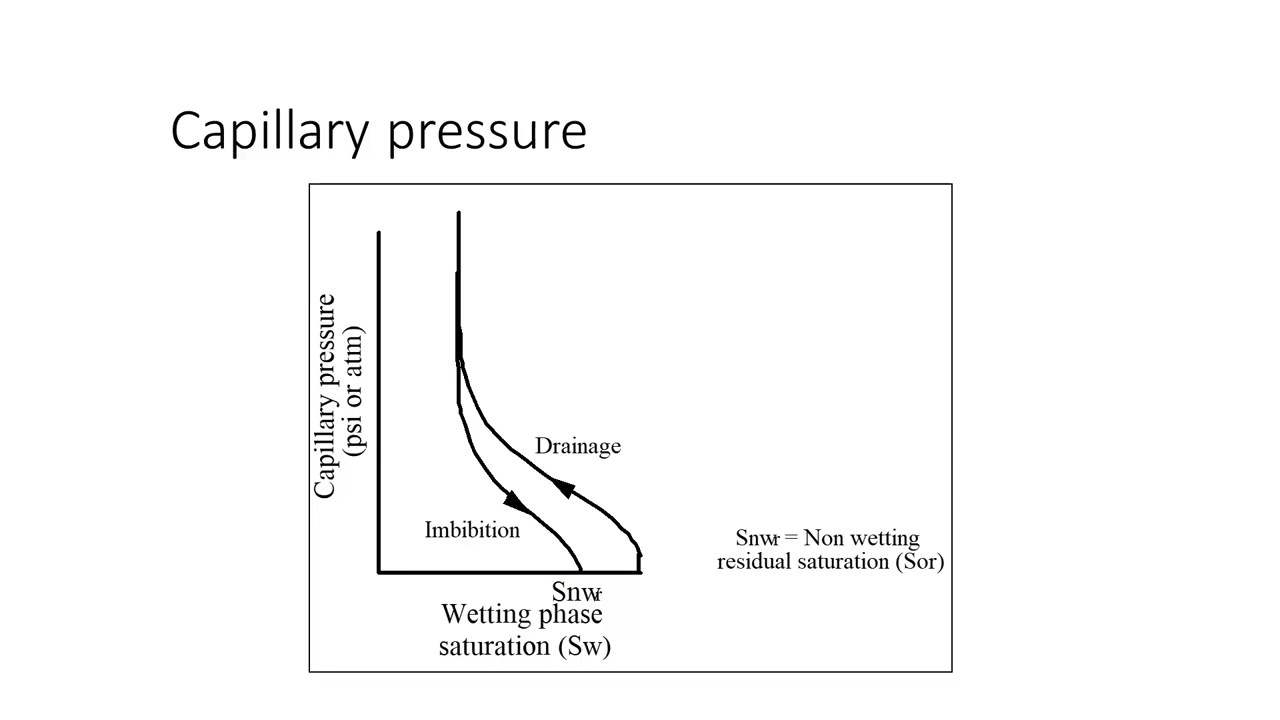 Capillary pressure
Capillary pressure
(psi or atm)
Drainage
Imbibition
Snwr = Non wetting
residual saturation (Sor)
Snwr
Wetting phase
saturation (Sw)